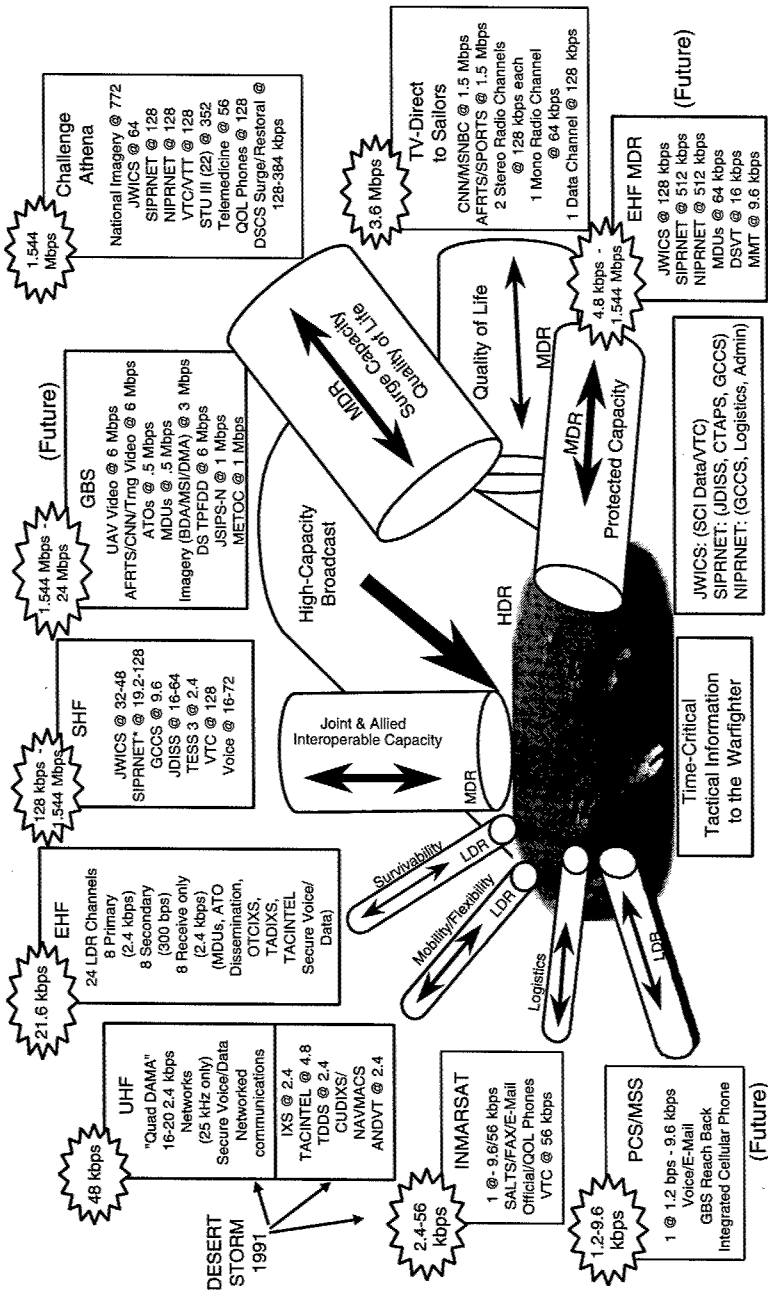 48 kbps
UHF
"Quad DAMA"
16-20 2.4 kbps
Networks
(25 kHz only)
Secure Voice/Data
Networked
communications
IXS @ 2.4
TACINTEL @ 4.8
TDDS @ 2.4
CUDIXS/
NAVMACS
ANDVT @ 2.4
DESERT
STORM
1991
21.6 kbps
EHF
24 LDR Channels
8 Primary
(2.4 kbps)
8 Secondary
(300 bps)
8 Receive only
(2.4 kbps)
(MDUs, ATO
Dissemination,
OTCIXS,
TADIXS,
TACINTEL
Secure Voice/
Data)
128 kbps -
1.544 Mbps
SHF
JWICS @ 32-48
SIPRNET* @ 19.2-128
GCCS @ 9.6
JDISS @ 16-64
TESS 3 @ 2.4
VTC @ 128
Voice @ 16-72
1.544 Mbps -
24 Mbps
(Future)
GBS
UAV Video @ 6 Mbps
AFRTS/CNN/Trng Video @ 6 Mbps
ATOs @ .5 Mbps
MDUs @ .5 Mbps
Imagery (BDA/MSI/DMA) @ 3 Mbps
DS TPFDD @ 6 Mbps
JSIPS-N @ 1 Mbps
METOC @ 1 Mbps
1.544
Mbps
Challenge
Athena
National Imagery @ 772
JWICS @ 64
SIPRNET @ 128
NIPRNET @ 128
VTC/VTT @ 128
STU III (22) @ 352
Telemedicine @ 56
QOL Phones @ 128
DSCS Surge/Restoral @
128-384 kbps
2.4-56
kbps
INMARSAT
1 @- 9.6/56 kbps
SALTS/FAX/E-Mail
Official/QOL Phones
VTC @ 56 kbps
1.2-9.6
kbps
PCS/MSS
1 @ 1.2 bps - 9.6 kbps
Voice/E-Mail
GBS Reach Back
Integrated Cellular Phone
(Future)
Survivability
LDR
Mobility/Flexibility
LDR
Logistics
LDR
Joint & Allied
Interoperable Capacity
MDR
High-Capacity
Broadcast
HDR
MDR
Surge Capacity
Quality of Life
Quality of Life
MDR
MDR
Protected Capacity
Time-Critical
Tactical Information
to the Warfighter
JWICS: (SCI Data/VTC)
SIPRNET: (JDISS, CTAPS, GCCS)
NIPRNET: (GCCS, Logistics, Admin)
3.6 Mbps
TV-Direct
to Sailors
CNN/MSNBC @ 1.5 Mbps
AFRTS/SPORTS @ 1.5 Mbps
2 Stereo Radio Channels
@ 128 kbps each
1 Mono Radio Channel
@ 64 kbps
1 Data Channel @ 128 kbps
4.8 kbps -
1.544 Mbps
EHF MDR
(Future)
JWICS @ 128 kbps
SIPRNET @ 512 kbps
NIPRNET @ 512 kbps
MDUs @ 64 kbps
DSVT @ 16 kbps
MMT @ 9.6 kbps